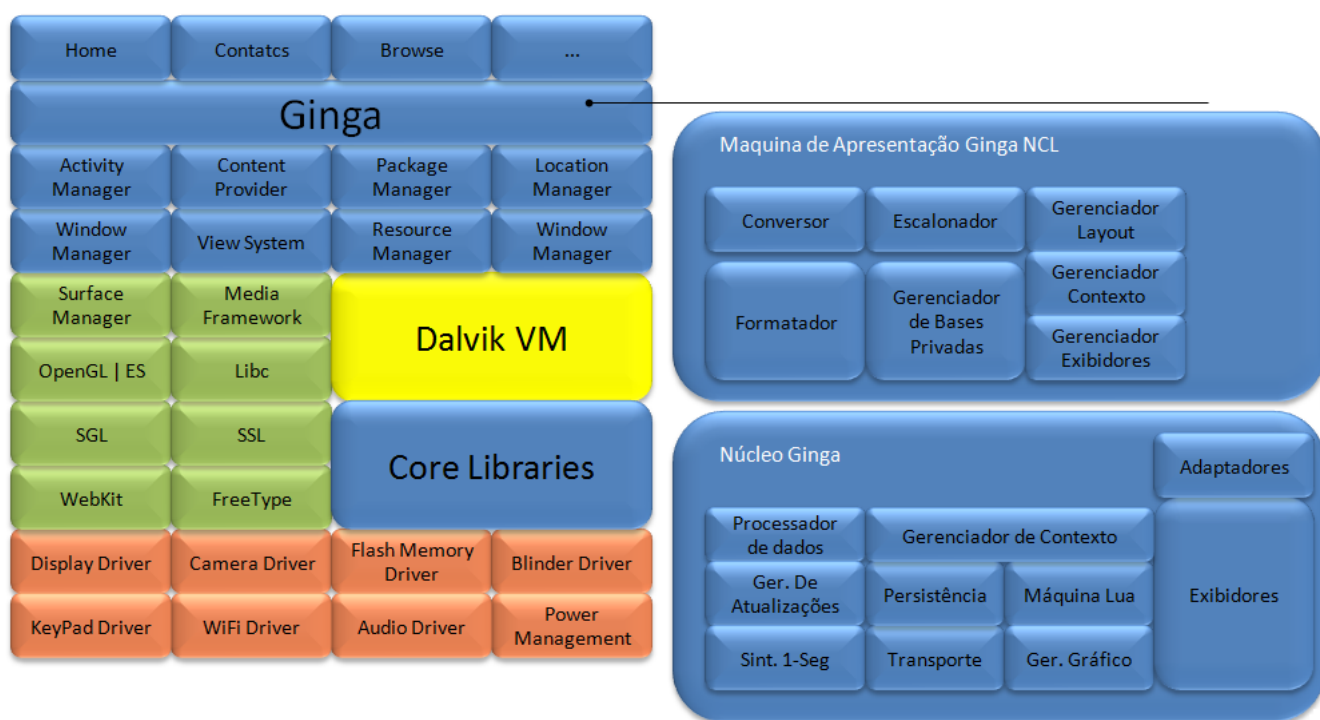 Home
Contatcs
Browse
...
Ginga
Activity
Manager
Content
Provider
Package
Manager
Location
Manager
Window
Manager
View System
Resource
Manager
Window
Manager
Surface
Manager
Media
Framework
Dalvik VM
OpenGL | ES
Libc
SGL
SSL
Core Libraries
WebKit
FreeType
Display Driver
Camera Driver
Flash Memory
Driver
Blinder Driver
KeyPad Driver
WiFi Driver
Audio Driver
Power
Management
Maquina de Apresentação Ginga NCL
Conversor
Escalonador
Gerenciador
Layout
Formatador
Gerenciador
de Bases
Privadas
Gerenciador
Contexto
Gerenciador
Exibidores
Núcleo Ginga
Adaptadores
Processador
de dados
Gerenciador de Contexto
Ger. De
Atualizações
Persistência
Máquina Lua
Exibidores
Sint. 1-Seg
Transporte
Ger. Gráfico